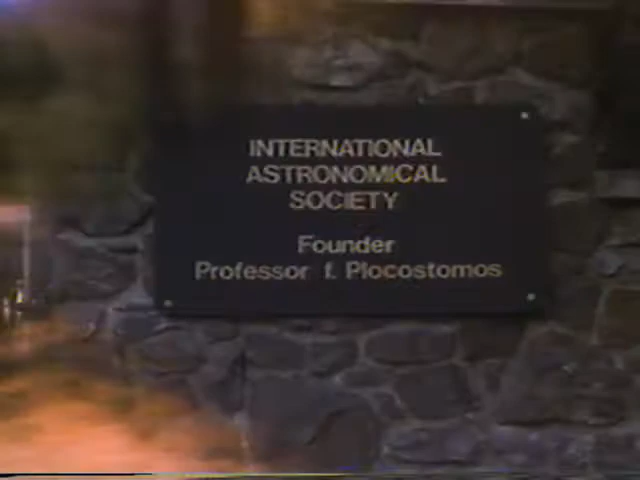 INTERNATIONAL
ASTRONOMICAL
SOCIETY
Founder
Professor f. Plocostomos